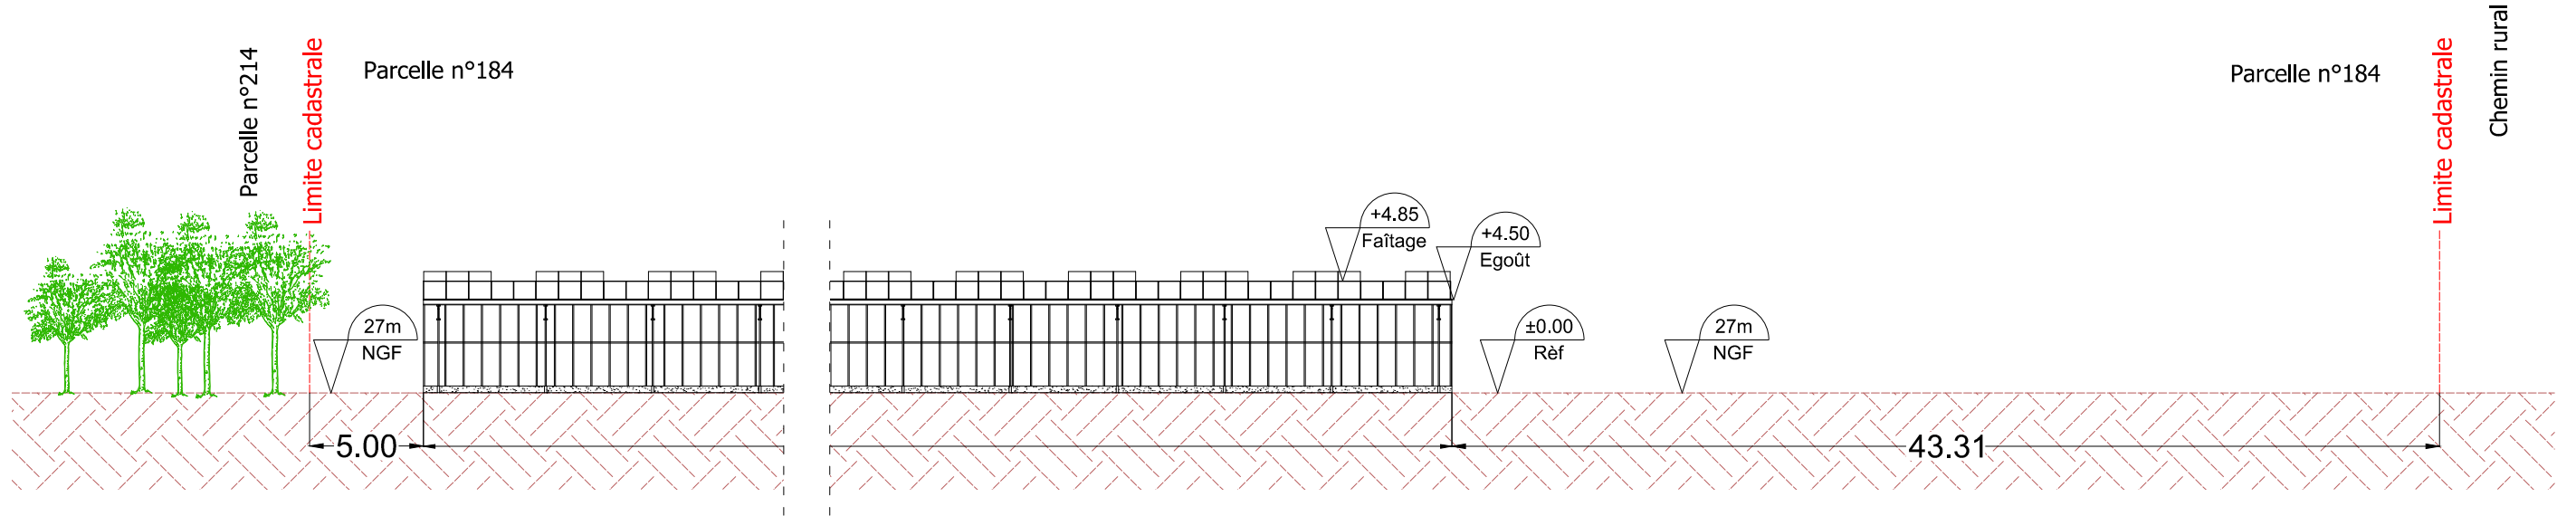 Parcelle n°214
Limite cadastrale
Parcelle n°184
Parcelle n°184
Limite cadastrale
Chemin rural
+4.85
Faîtage
+4.50
Egoût
27m
NGF
±0.00
Rèf
27m
NGF
5.00
43.31